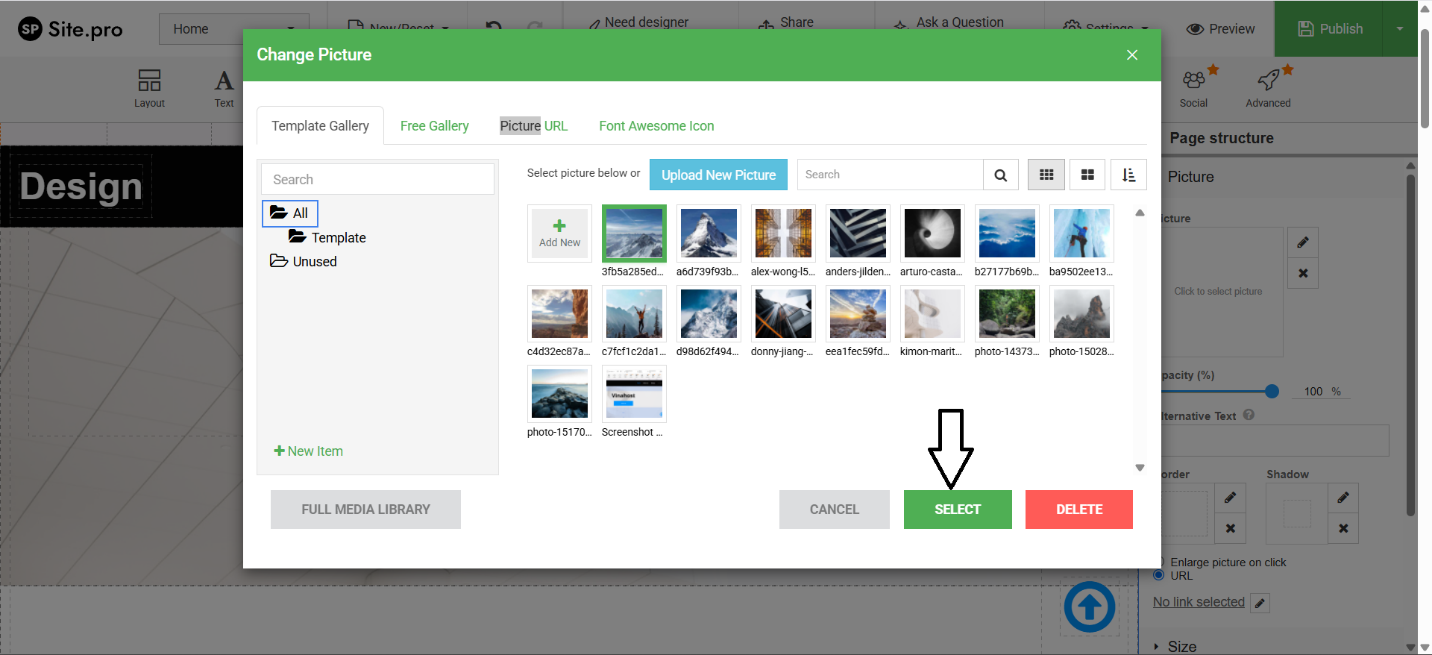 SP Site.pro
Home
New/Reset
Need designer
Share
Ask a Question
Settings
Preview
Publish
Layout
Text
Social
Advanced
Change Picture
Template Gallery
Free Gallery
Picture URL
Font Awesome Icon
Page structure
Design
Search
Select picture below or
Upload New Picture
Search
All
Template
Unused
Add New
3fb5a285ed...
a6d739f93b...
alex-wong-l5...
anders-jilden...
arturo-casta...
b27177b69b...
ba9502ee13...
c4d32ec87a...
c7fcf1c2da1...
d98d62f494...
donny-jiang-...
eea1fec59fd...
kimon-marit...
photo-14373...
photo-15028...
Vinahost
photo-15170...
Screenshot ...
New Item
FULL MEDIA LIBRARY
CANCEL
SELECT
DELETE
Picture
icture
Click to select picture
pacity (%)
100 %
lternative Text
order
Shadow
Enlarge picture on click
URL
No link selected
Size